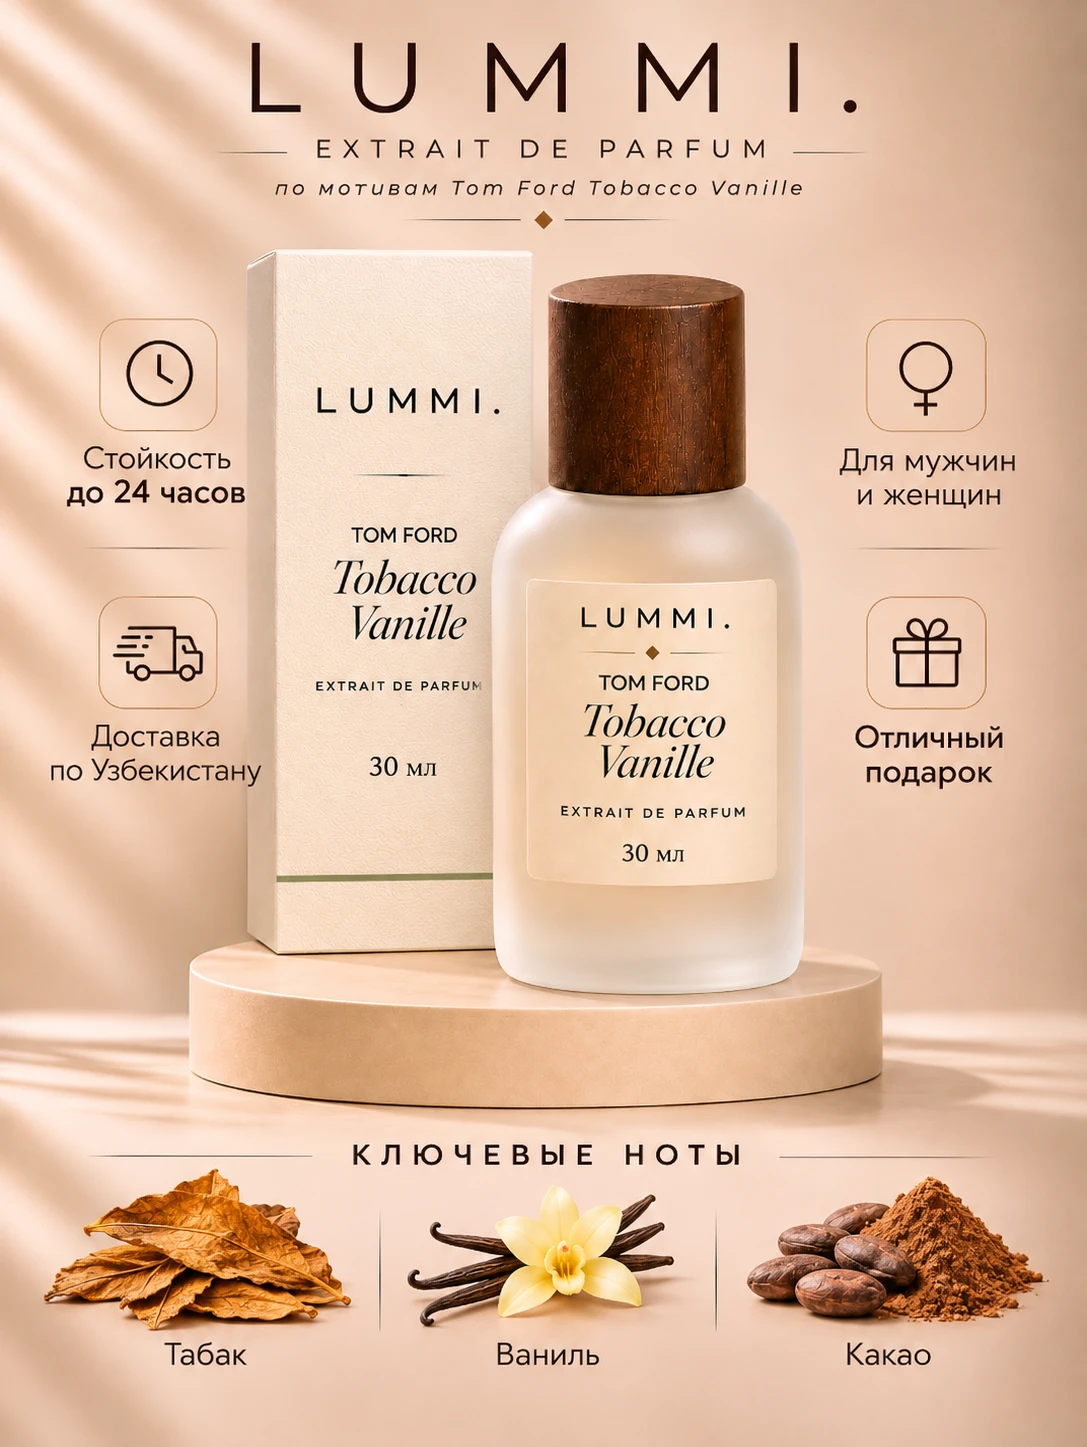 LUMMI.
EXTRAIT DE PARFUM
по мотивам Tom Ford Tobacco Vanille
Стойкость
до 24 часов
Доставка
по Узбекистану
LUMMI.
TOM FORD
Tobacco
Vanille
EXTRAIT DE PARFUM
30 мл
LUMMI.
TOM FORD
Tobacco
Vanille
EXTRAIT DE PARFUM
30 мл
Для мужчин
и женщин
Отличный
подарок
КЛЮЧЕВЫЕ НОТЫ
Табак
Ваниль
Какао